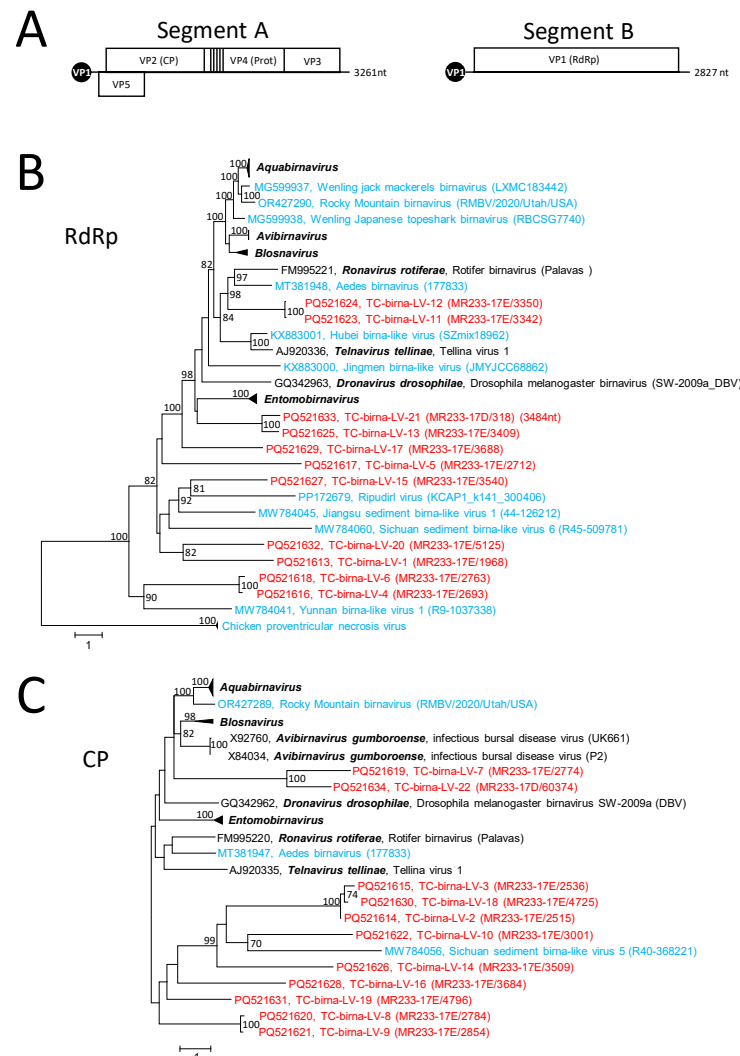 A
Segment A
Segment B
VP1
VP2 (CP)
VP4 (Prot)
VP3
3261nt
VP5
VP1
VP1 (RdRp)
2827 nt
B
RdRp
100 Aquabirnavirus
100
MG599937, Wenling jack mackerels birnavirus (LXMC183442)
100 100
OR427290, Rocky Mountain birnavirus (RMBV/2020/Utah/USA)
100
MG599938, Wenling Japanese topeshark birnavirus (RBCSG7740)
100 Avibirnavirus
Blosnavirus
82
FM995221, Ronavirus rotiferae, Rotifer birnavirus (Palavas )
97
MT381948, Aedes birnavirus (177833)
98
PQ521624, TC-birna-LV-12 (MR233-17E/3350)
100
84
PQ521623, TC-birna-LV-11 (MR233-17E/3342)
KX883001, Hubei birna-like virus (SZmix18962)
100
AJ920336, Telnavirus tellinae, Tellina virus 1
KX883000, Jingmen birna-like virus (JMYJCC68862)
98
GQ342963, Dronavirus drosophilae, Drosophila melanogaster birnavirus (SW-2009a_DBV)
100 Entomobirnavirus
100
PQ521633, TC-birna-LV-21 (MR233-17D/318) (3484nt)
100
PQ521625, TC-birna-LV-13 (MR233-17E/3409)
PQ521629, TC-birna-LV-17 (MR233-17E/3688)
PQ521617, TC-birna-LV-5 (MR233-17E/2712)
82
PQ521627, TC-birna-LV-15 (MR233-17E/3540)
81
PP172679, Ripudirl virus (KCAP1_k141_300406)
92
MW784045, Jiangsu sediment birna-like virus 1 (44-126212)
MW784060, Sichuan sediment birna-like virus 6 (R45-509781)
100
PQ521632, TC-birna-LV-20 (MR233-17E/5125)
82
PQ521613, TC-birna-LV-1 (MR233-17E/1968)
PQ521618, TC-birna-LV-6 (MR233-17E/2763)
100
90
PQ521616, TC-birna-LV-4 (MR233-17E/2693)
MW784041, Yunnan birna-like virus 1 (R9-1037338)
100 Chicken proventricular necrosis virus
1
C
CP
100 Aquabirnavirus
100
OR427289, Rocky Mountain birnavirus (RMBV/2020/Utah/USA)
98 Blosnavirus
82
X92760, Avibirnavirus gumboroense, infectious bursal disease virus (UK661)
100
X84034, Avibirnavirus gumboroense, infectious bursal disease virus (P2)
PQ521619, TC-birna-LV-7 (MR233-17E/2774)
100
PQ521634, TC-birna-LV-22 (MR233-17D/60374)
GQ342962, Dronavirus drosophilae, Drosophila melanogaster birnavirus SW-2009a (DBV)
100 Entomobirnavirus
FM995220, Ronavirus rotiferae, Rotifer birnavirus (Palavas)
MT381947, Aedes birnavirus (177833)
AJ920335, Telnavirus tellinae, Tellina virus 1
PQ521615, TC-birna-LV-3 (MR233-17E/2536)
74
100
PQ521630, TC-birna-LV-18 (MR233-17E/4725)
PQ521614, TC-birna-LV-2 (MR233-17E/2515)
PQ521622, TC-birna-LV-10 (MR233-17E/3001)
99 70
MW784056, Sichuan sediment birna-like virus 5 (R40-368221)
PQ521626, TC-birna-LV-14 (MR233-17E/3509)
PQ521628, TC-birna-LV-16 (MR233-17E/3684)
PQ521631, TC-birna-LV-19 (MR233-17E/4796)
PQ521620, TC-birna-LV-8 (MR233-17E/2784)
100
PQ521621, TC-birna-LV-9 (MR233-17E/2854)
1